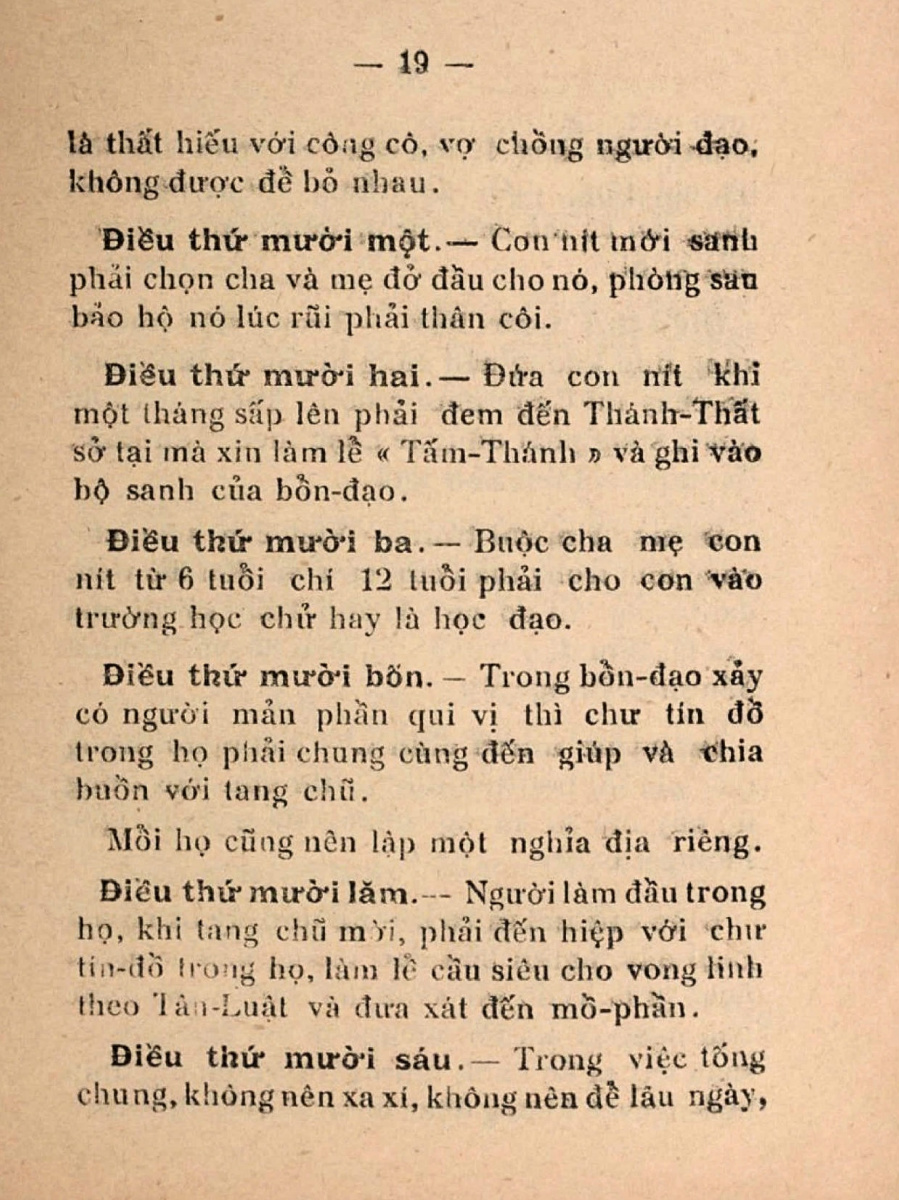 — 19 —
là thất hiếu với công cô, vợ chồng người đạo,
không được để bỏ nhau.
Điều thứ mười một.— Con nít mới sanh
phải chọn cha và mẹ đở đầu cho nó, phòng sau
bảo hộ nó lúc rũi phải thân côi.
Điều thứ mười hai.— Đứa con nít khi
một tháng sấp lên phải đem đến Thánh-Thất
sở tại mà xin làm lễ « Tấm-Thánh » và ghi vào
bộ sanh của bổn-đạo.
Điều thứ mười ba.— Buộc cha mẹ con
nít từ 6 tuổi chí 12 tuổi phải cho con vào
trường học chử hay là học đạo.
Điều thứ mười bốn. — Trong bổn-đạo xảy
có người mản phần qui vị thì chư tín đồ
trong họ phải chung cùng đến giúp và chia
buồn với tang chũ.
Mỗi họ cũng nên lập một nghỉa địa riêng.
Điều thứ mười lăm.-- Người làm đầu trong
họ, khi tang chũ mời, phải đến hiệp với chư
tín-đồ trong họ, làm lễ cầu siêu cho vong linh
theo Tân-Luật và đưa xát đến mồ-phần.
Điều thứ mười sáu.— Trong việc tống
chung, không nên xa xí, không nên để lâu ngày,